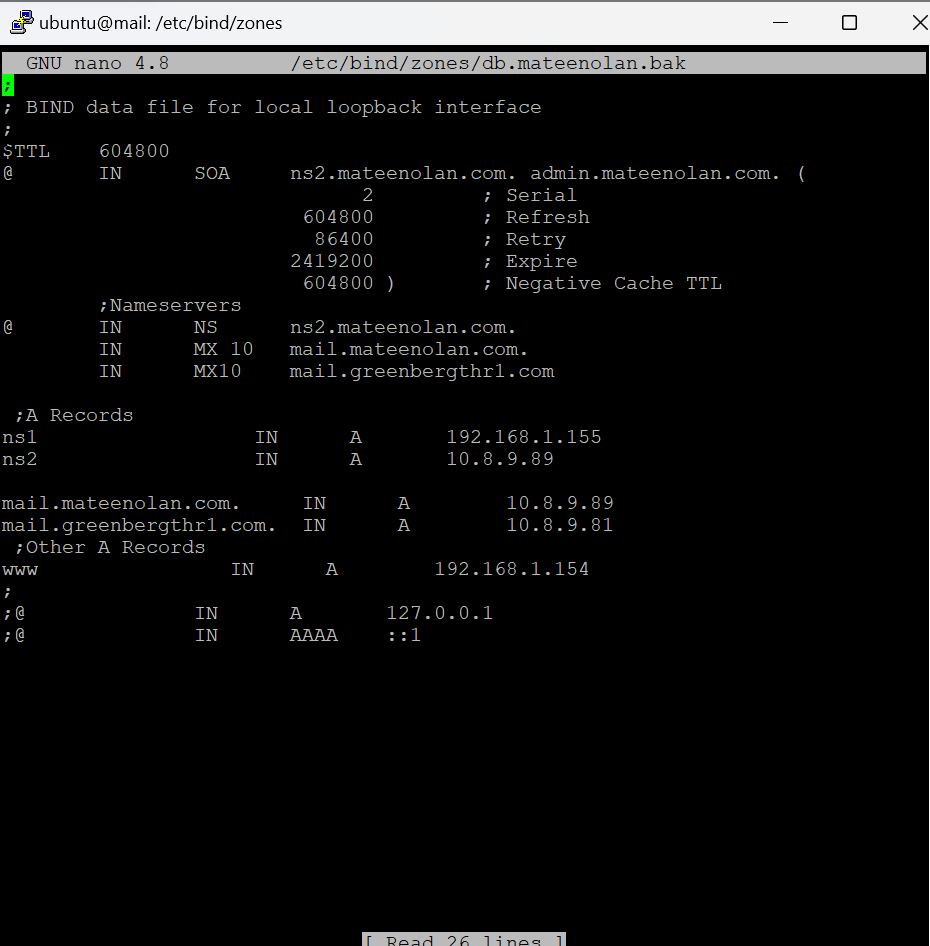 ubuntu@mail: /etc/bind/zones
GNU nano 4.8 /etc/bind/zones/db.mateenolan.bak
;
; BIND data file for local loopback interface
;
$TTL 604800
@ IN SOA ns2.mateenolan.com. admin.mateenolan.com. (
2 ; Serial
604800 ; Refresh
86400 ; Retry
2419200 ; Expire
604800 ) ; Negative Cache TTL
;Nameservers
@ IN NS ns2.mateenolan.com.
IN MX 10 mail.mateenolan.com.
IN MX10 mail.greenbergthr1.com
;A Records
ns1 IN A 192.168.1.155
ns2 IN A 10.8.9.89
mail.mateenolan.com. IN A 10.8.9.89
mail.greenbergthr1.com. IN A 10.8.9.81
;Other A Records
www IN A 192.168.1.154
;
;@ IN A 127.0.0.1
;@ IN AAAA ::1
[ Read 26 lines ]